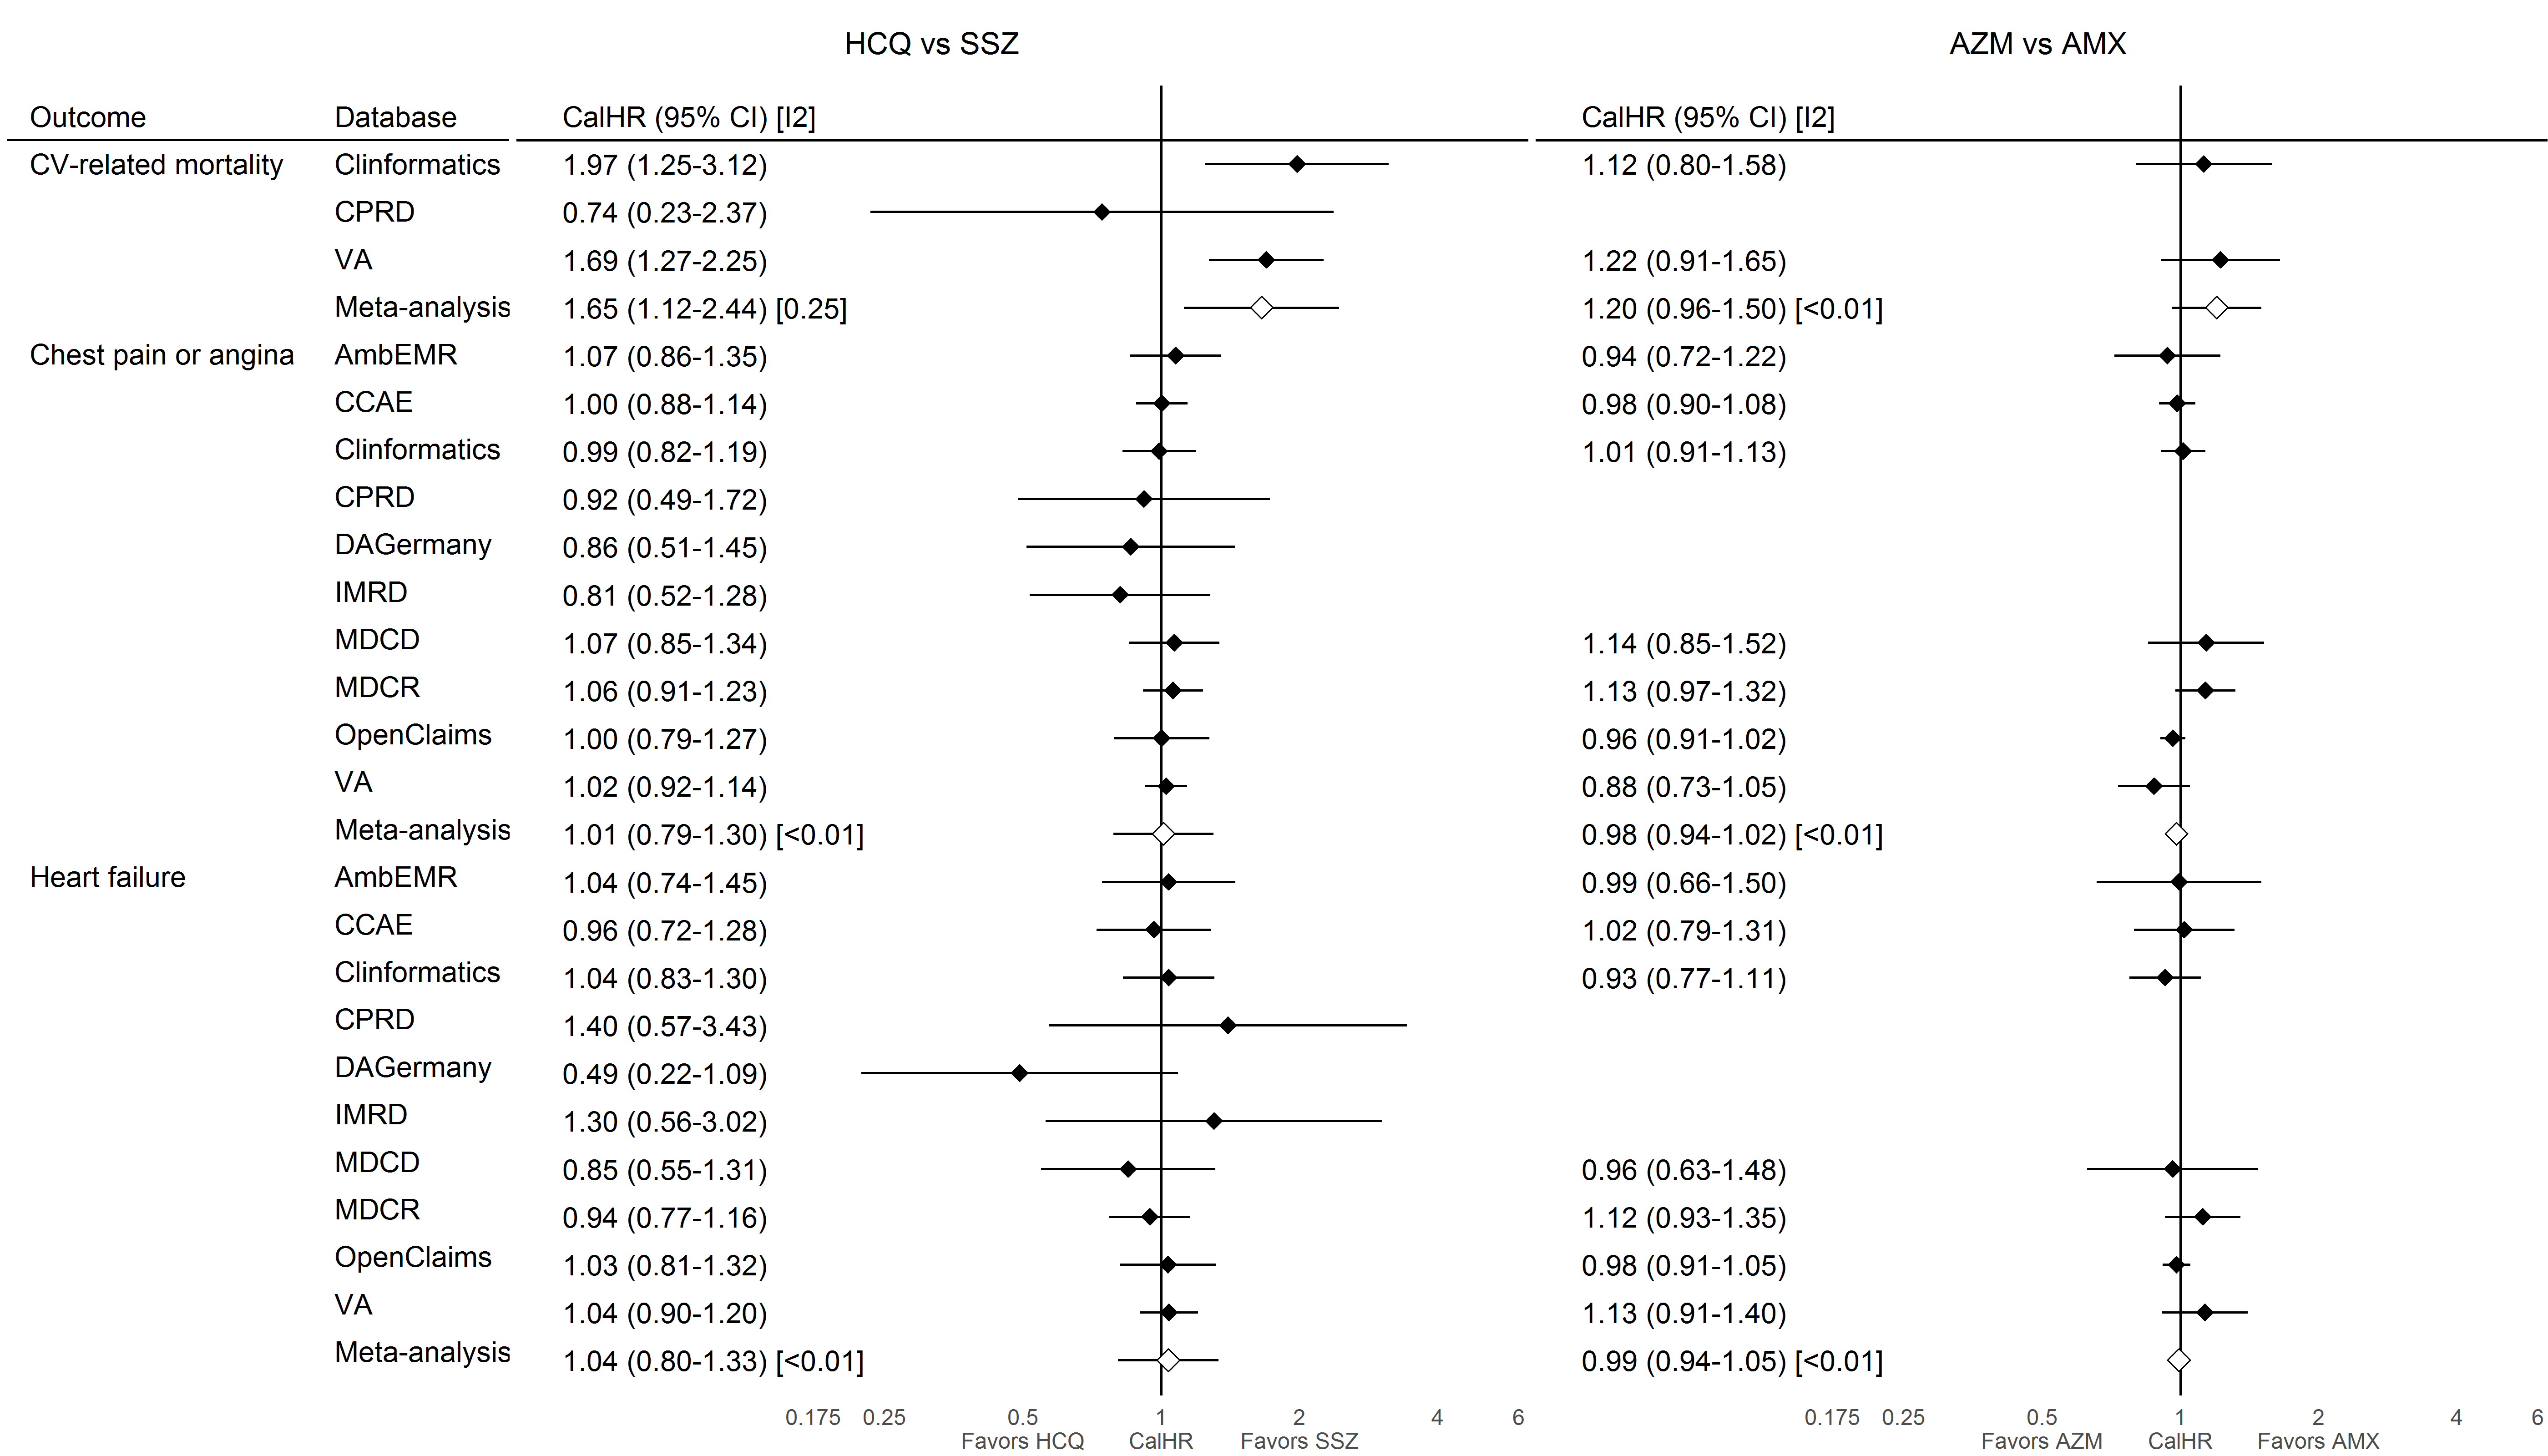 HCQ vs SSZ AZM vs AMX
Outcome Database CalHR (95% CI) [I2] CalHR (95% CI) [I2]
CV-related mortality Clinformatics 1.97 (1.25-3.12) 1.12 (0.80-1.58)
CPRD 0.74 (0.23-2.37)
VA 1.69 (1.27-2.25) 1.22 (0.91-1.65)
Meta-analysis 1.65 (1.12-2.44) [0.25] 1.20 (0.96-1.50) [<0.01]
Chest pain or angina AmbEMR 1.07 (0.86-1.35) 0.94 (0.72-1.22)
CCAE 1.00 (0.88-1.14) 0.98 (0.90-1.08)
Clinformatics 0.99 (0.82-1.19) 1.01 (0.91-1.13)
CPRD 0.92 (0.49-1.72)
DAGermany 0.86 (0.51-1.45)
IMRD 0.81 (0.52-1.28)
MDCD 1.07 (0.85-1.34) 1.14 (0.85-1.52)
MDCR 1.06 (0.91-1.23) 1.13 (0.97-1.32)
OpenClaims 1.00 (0.79-1.27) 0.96 (0.91-1.02)
VA 1.02 (0.92-1.14) 0.88 (0.73-1.05)
Meta-analysis 1.01 (0.79-1.30) [<0.01] 0.98 (0.94-1.02) [<0.01]
Heart failure AmbEMR 1.04 (0.74-1.45) 0.99 (0.66-1.50)
CCAE 0.96 (0.72-1.28) 1.02 (0.79-1.31)
Clinformatics 1.04 (0.83-1.30) 0.93 (0.77-1.11)
CPRD 1.40 (0.57-3.43)
DAGermany 0.49 (0.22-1.09)
IMRD 1.30 (0.56-3.02)
MDCD 0.85 (0.55-1.31) 0.96 (0.63-1.48)
MDCR 0.94 (0.77-1.16) 1.12 (0.93-1.35)
OpenClaims 1.03 (0.81-1.32) 0.98 (0.91-1.05)
VA 1.04 (0.90-1.20) 1.13 (0.91-1.40)
Meta-analysis 1.04 (0.80-1.33) [<0.01] 0.99 (0.94-1.05) [<0.01]
0.175 0.25 0.5 1 2 4 6 0.175 0.25 0.5 1 2 4 6
Favors HCQ CalHR Favors SSZ Favors AZM CalHR Favors AMX